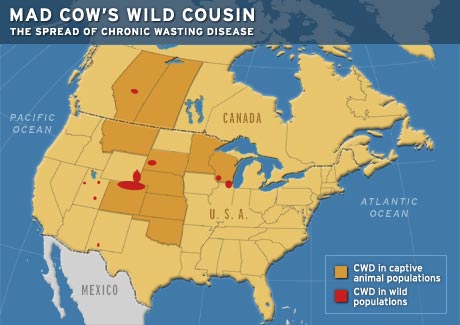 MAD COW'S WILD COUSIN
THE SPREAD OF CHRONIC WASTING DISEASE
PACIFIC
OCEAN
CANADA
U. S. A.
ATLANTIC
OCEAN
MEXICO
CWD in captive
animal populations
CWD in wild
populations